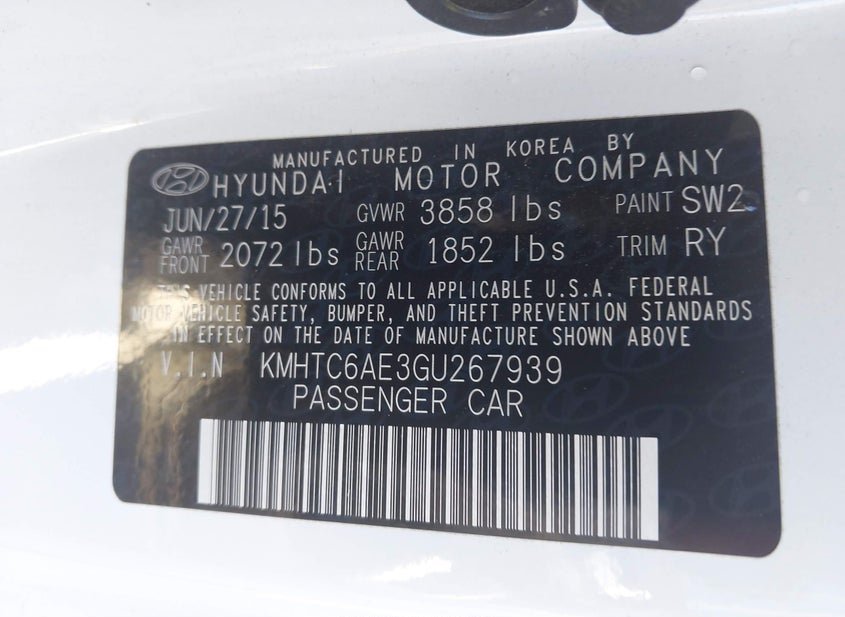 MANUFACTURED IN KOREA BY
HYUNDAI MOTOR COMPANY
JUN/27/15 GVWR 3858 lbs PAINT SW2
GAWR FRONT 2072 lbs GAWR REAR 1852 lbs TRIM RY
THIS VEHICLE CONFORMS TO ALL APPLICABLE U.S.A. FEDERAL
MOTOR VEHICLE SAFETY, BUMPER, AND THEFT PREVENTION STANDARDS
IN EFFECT ON THE DATE OF MANUFACTURE SHOWN ABOVE
V.I.N KMHTC6AE3GU267939
PASSENGER CAR